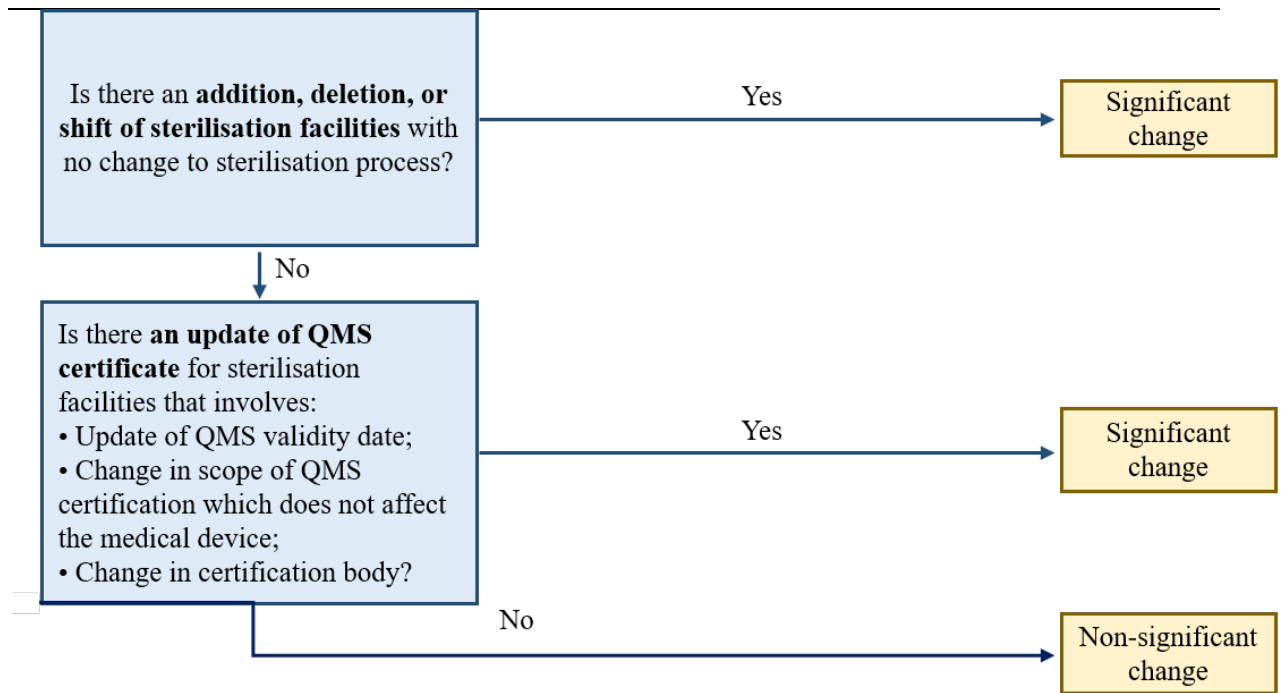 Is there an addition, deletion, or
shift of sterilisation facilities with
no change to sterilisation process?
Yes
Significant
change
No
Is there an update of QMS
certificate for sterilisation
facilities that involves:
• Update of QMS validity date;
• Change in scope of QMS
certification which does not affect
the medical device;
• Change in certification body?
Yes
Significant
change
No
Non-significant
change